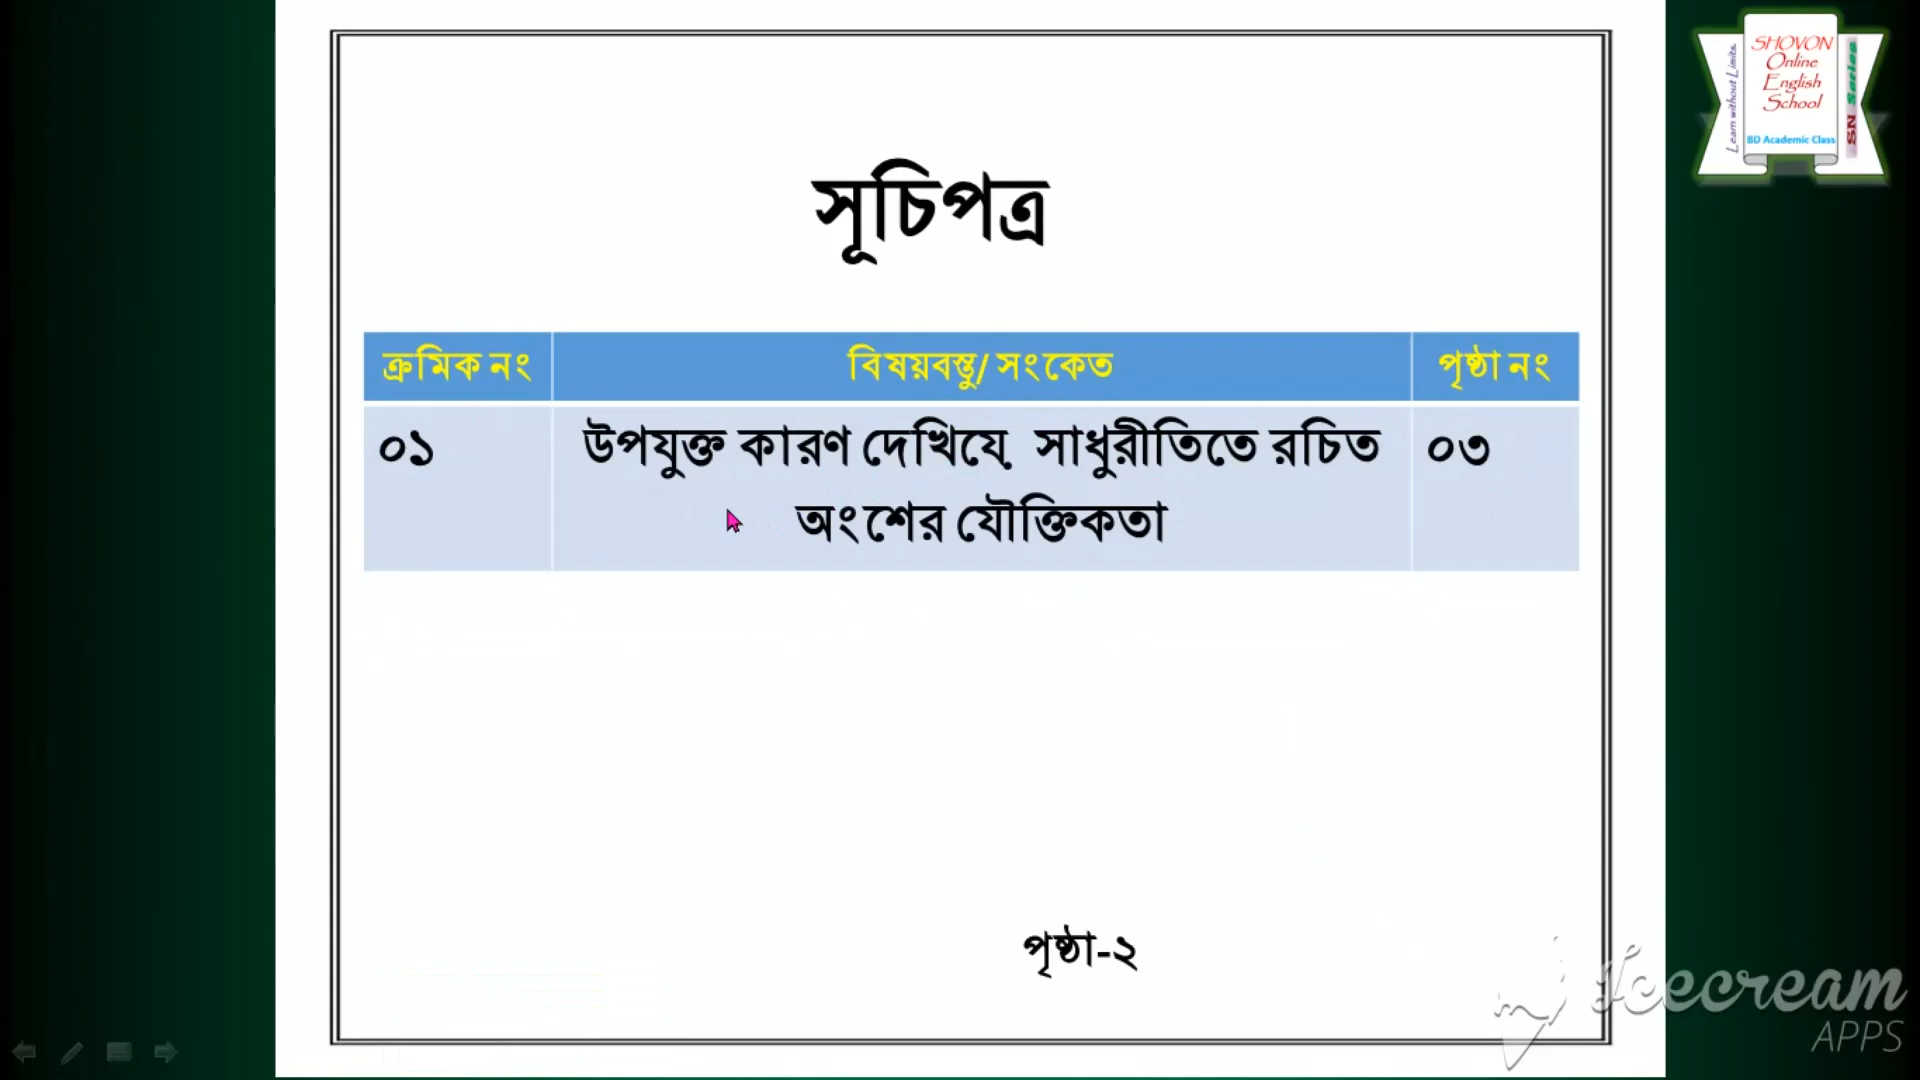 সূচিপত্র
ক্রমিক নং বিষয়বস্তু/ সংকেত পৃষ্ঠা নং
০১ উপযুক্ত কারণ দেখিযে. সাধুরীতিতে রচিত ০৩
অংশের যৌক্তিকতা
পৃষ্ঠা-২
Learn without Limits.
SHOVON
Online
English
School
BD Academic Class
SN Series
Icecream
APPS